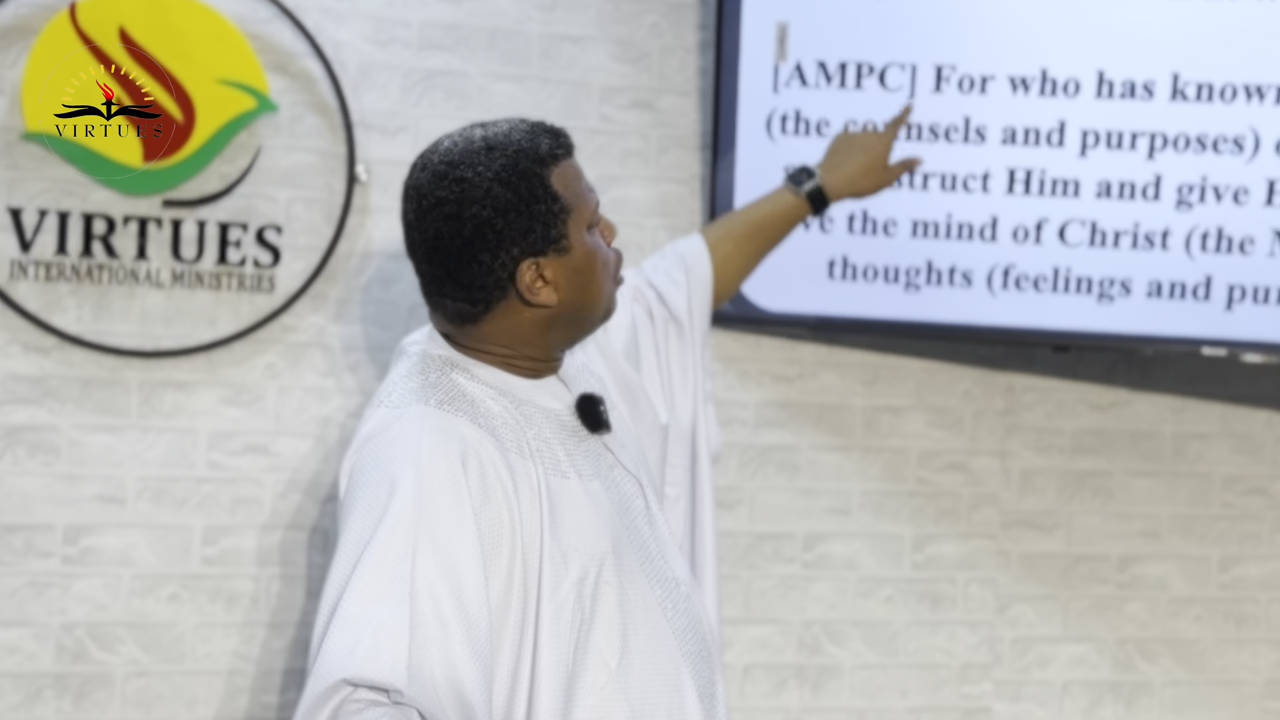 VIRTUES
VIRTUES
INTERNATIONAL MINISTRIES
[AMPC] For who has known
(the counsels and purposes)
struct Him and give
the mind of Christ (the
thoughts (feelings and